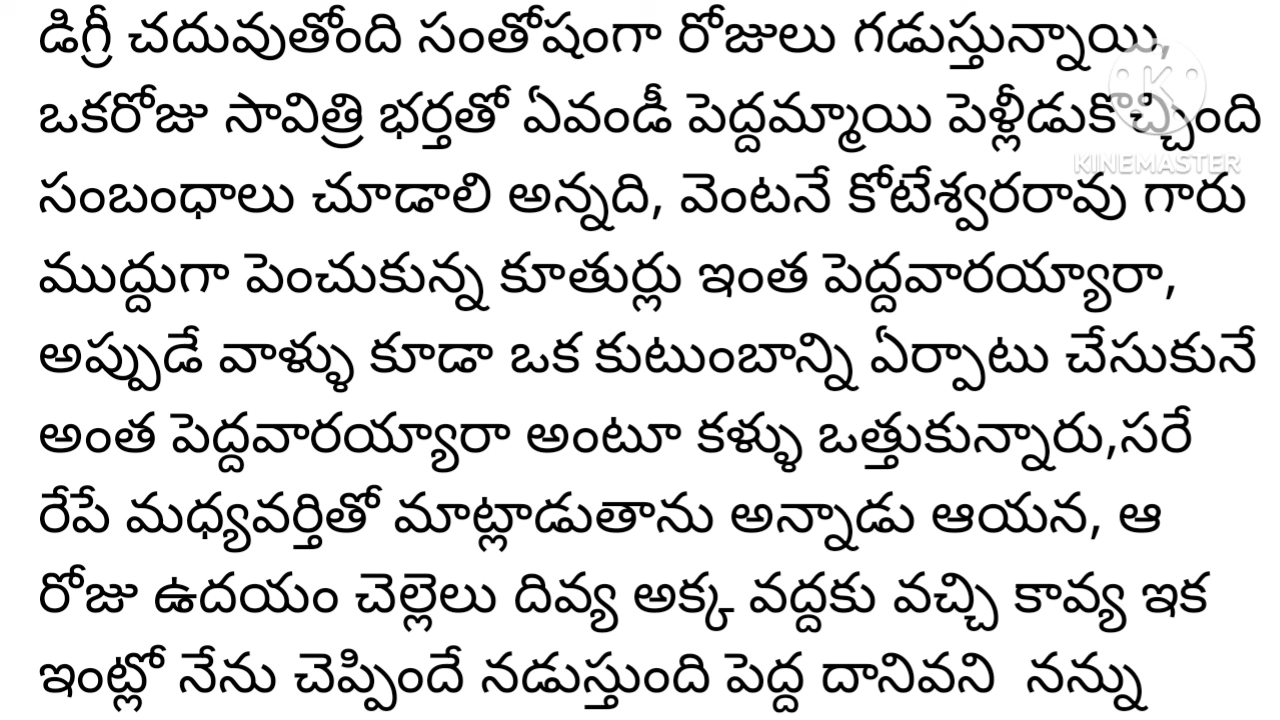 డిగ్రీ చదువుతోంది సంతోషంగా రోజులు గడుస్తున్నాయి,
ఒకరోజు సావిత్రి భర్తతో ఏవండీ పెద్దమ్మాయి పెళ్లీడుకొచ్చింది
KINEMASTER
సంబంధాలు చూడాలి అన్నది, వెంటనే కోటేశ్వరరావు గారు
ముద్దుగా పెంచుకున్న కూతుర్లు ఇంత పెద్దవారయ్యారా,
అప్పుడే వాళ్ళు కూడా ఒక కుటుంబాన్ని ఏర్పాటు చేసుకునే
అంత పెద్దవారయ్యారా అంటూ కళ్ళు ఒత్తుకున్నారు,సరే
రేపే మధ్యవర్తితో మాట్లాడుతాను అన్నాడు ఆయన, ఆ
రోజు ఉదయం చెల్లెలు దివ్య అక్క వద్దకు వచ్చి కావ్య ఇక
ఇంట్లో నేను చెప్పిందే నడుస్తుంది పెద్ద దానివని నన్ను